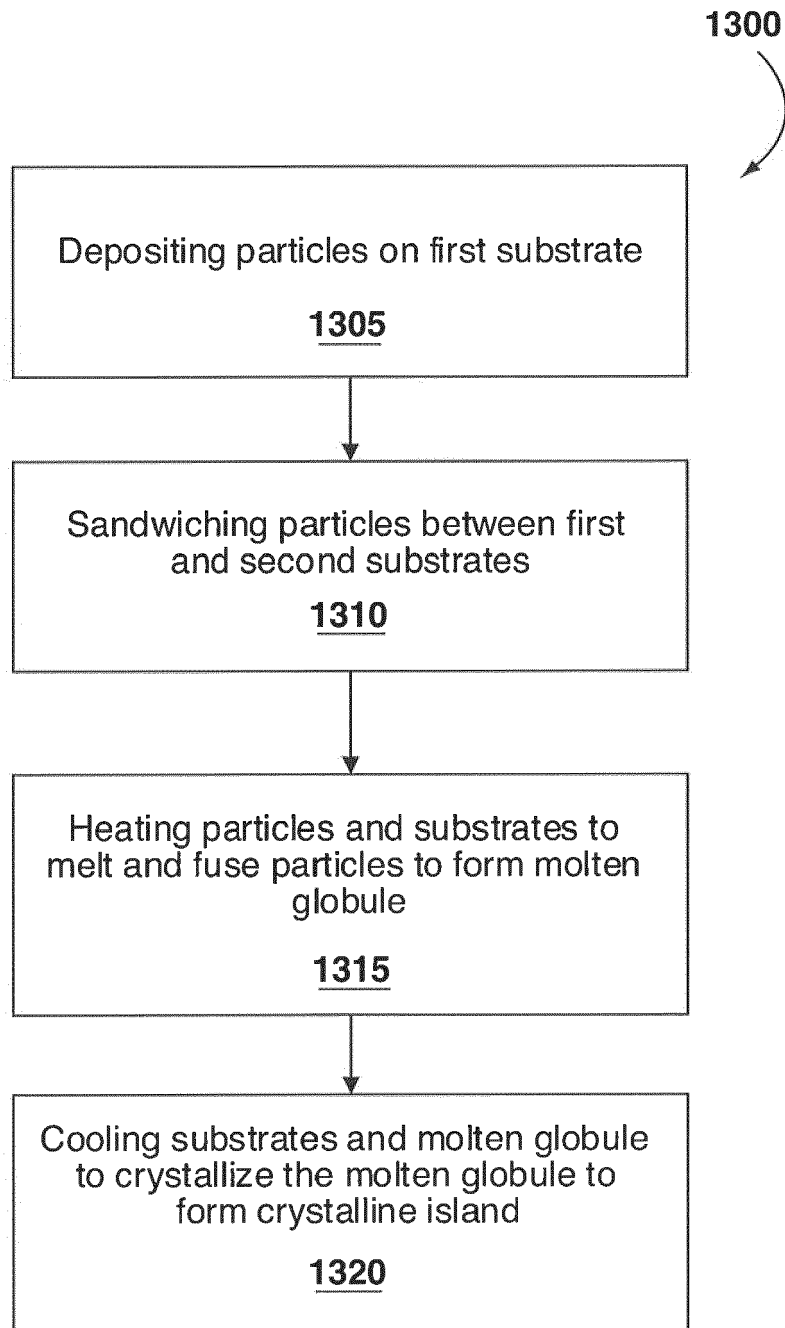 1300
Depositing particles on first substrate
1305
Sandwiching particles between first
and second substrates
1310
Heating particles and substrates to
melt and fuse particles to form molten
globule
1315
Cooling substrates and molten globule
to crystallize the molten globule to
form crystalline island
1320